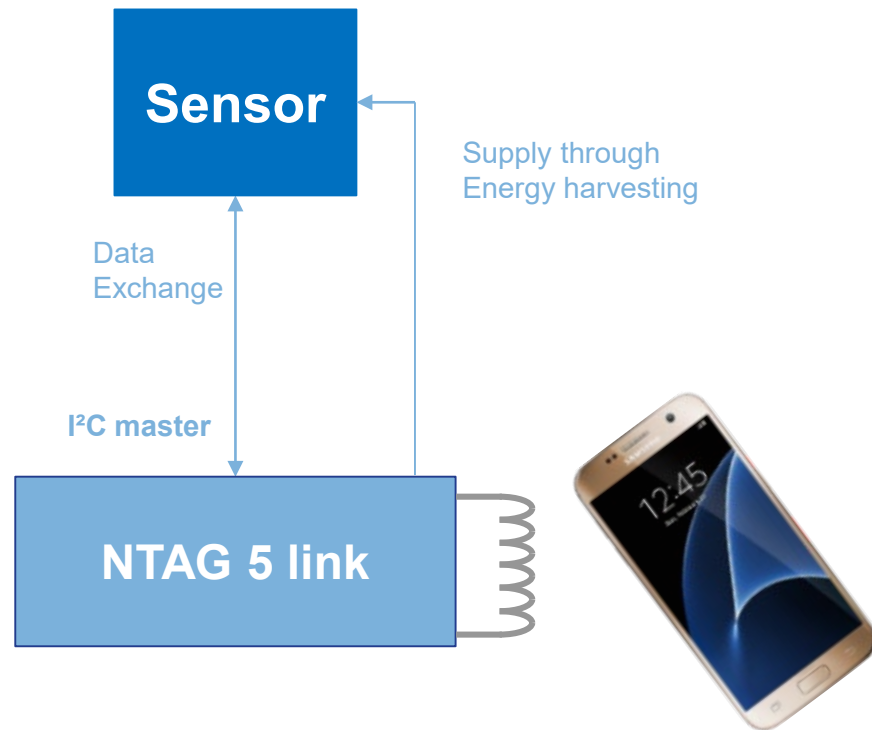 Sensor
Supply through
Energy harvesting
Data
Exchange
I²C master
NTAG 5 link
12:45